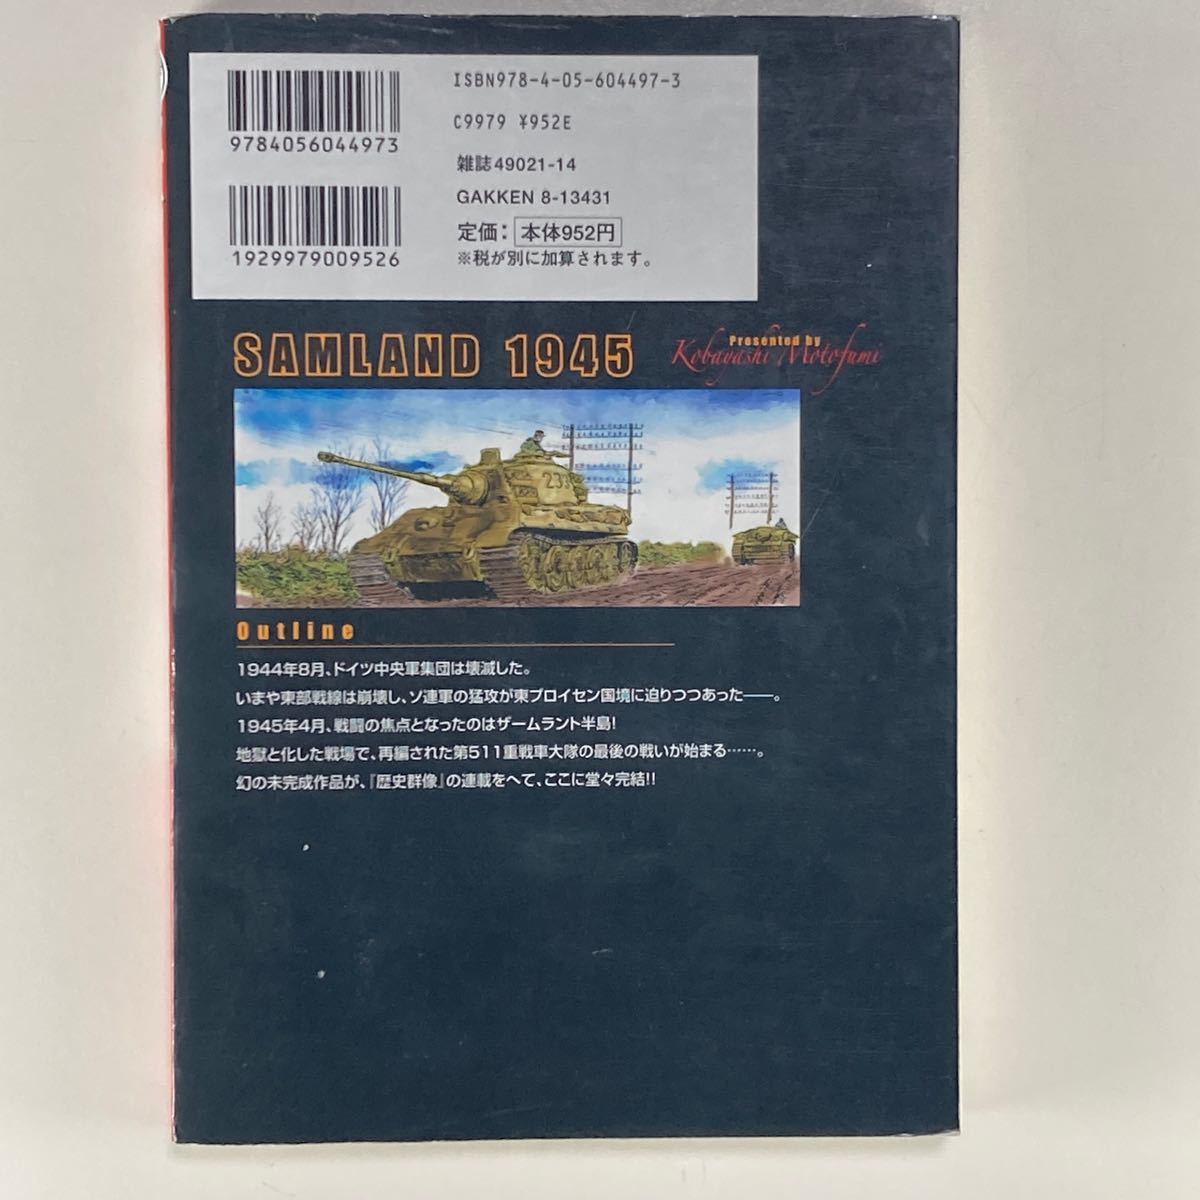 ISBN978-4-05-604497-3
9784056044973
C9979 ¥952E
雑誌49021-14
GAKKEN 8-13431
定価： 本体952円
※税が別に加算されます。
1929979009526
SAMLAND 1945
Presented by
Kobayashi Motofumi
233
Outline
1944年8月、ドイツ中央軍集団は壊滅した。
いまや東部戦線は崩壊し、ソ連軍の猛攻が東プロイセン国境に迫りつつあった――。
1945年4月、戦闘の焦点となったのはザームラント半島！
地獄と化した戦場で、再編された第511重戦車大隊の最後の戦いが始まる……。
幻の未完成作品が、『歴史群像』の連載をへて、ここに堂々完結!!